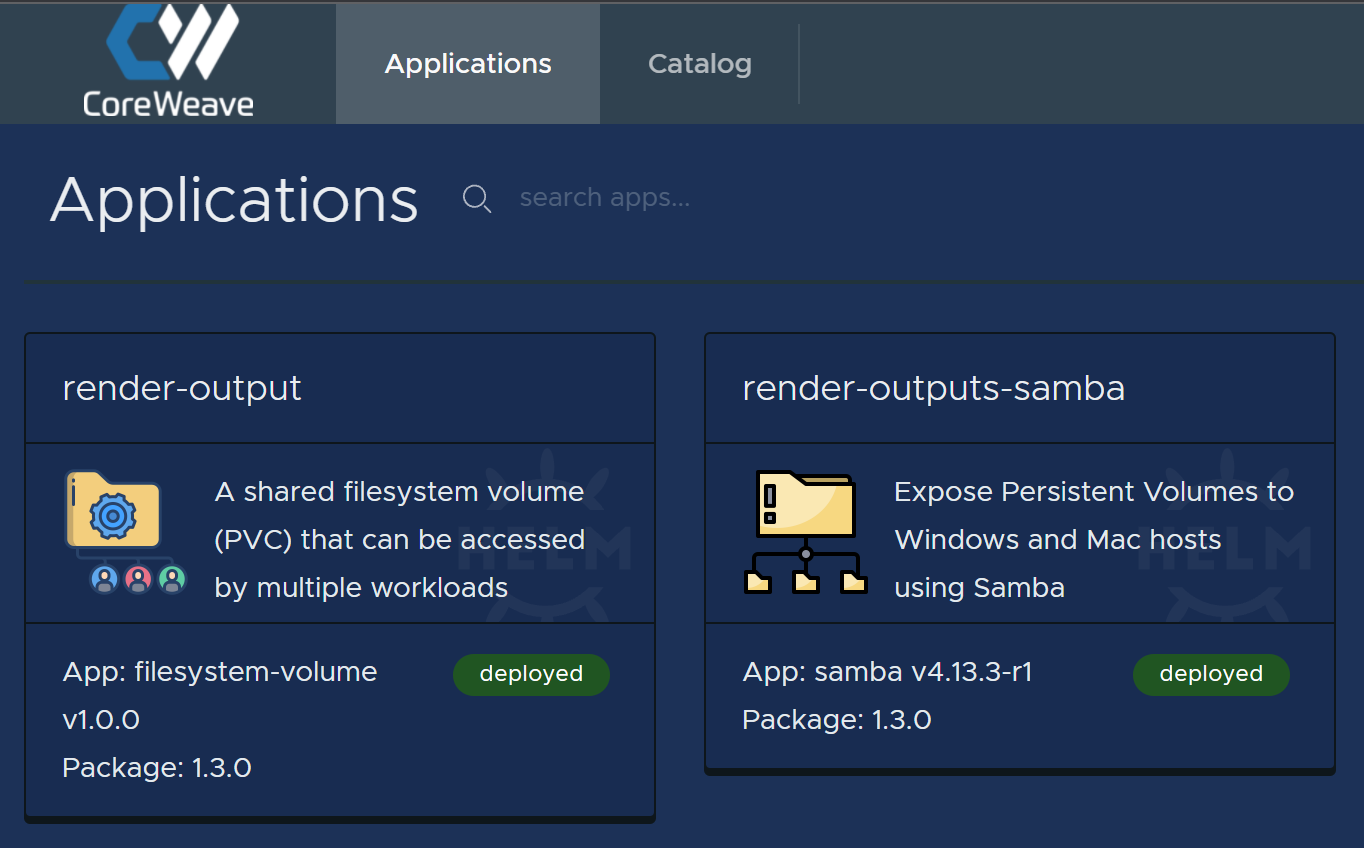 CoreWeave
Applications
Catalog
Applications
search apps...
render-output
HELM
A shared filesystem volume
(PVC) that can be accessed
by multiple workloads
App: filesystem-volume
v1.0.0
Package: 1.3.0
deployed
render-outputs-samba
HELM
Expose Persistent Volumes to
Windows and Mac hosts
using Samba
App: samba v4.13.3-r1
Package: 1.3.0
deployed